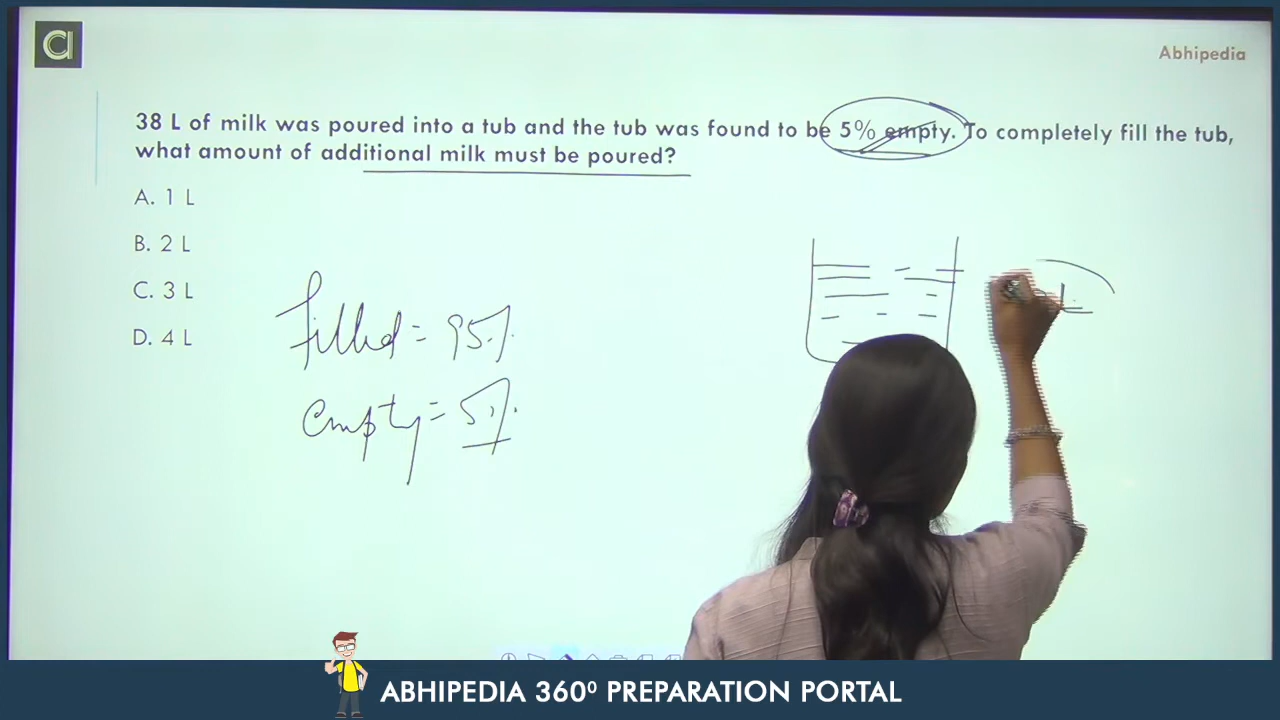 Abhipedia
38 L of milk was poured into a tub and the tub was found to be 5% empty. To completely fill the tub,
what amount of additional milk must be poured?
A. 1 L
B. 2 L
C. 3 L
D. 4 L
filled = 95%
empty = 5%
ABHIPEDIA 360⁰ PREPARATION PORTAL